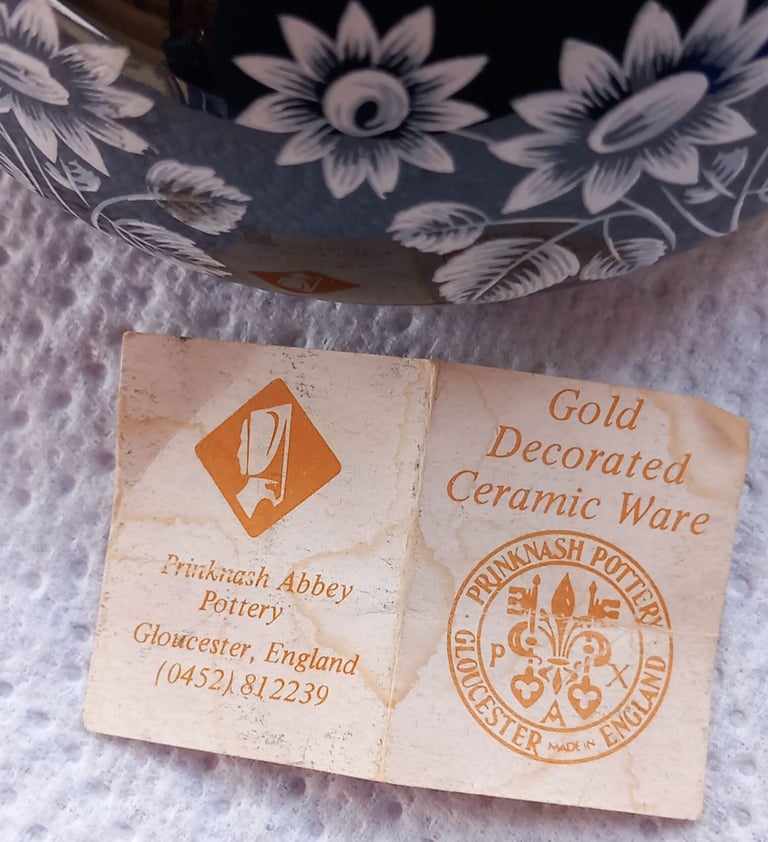 Prinknash Abbey
Pottery
Gloucester, England
(0452) 812239
Gold
Decorated
Ceramic Ware
PRINKNASH POTTERY
P X
A
GLOUCESTER MADE IN ENGLAND